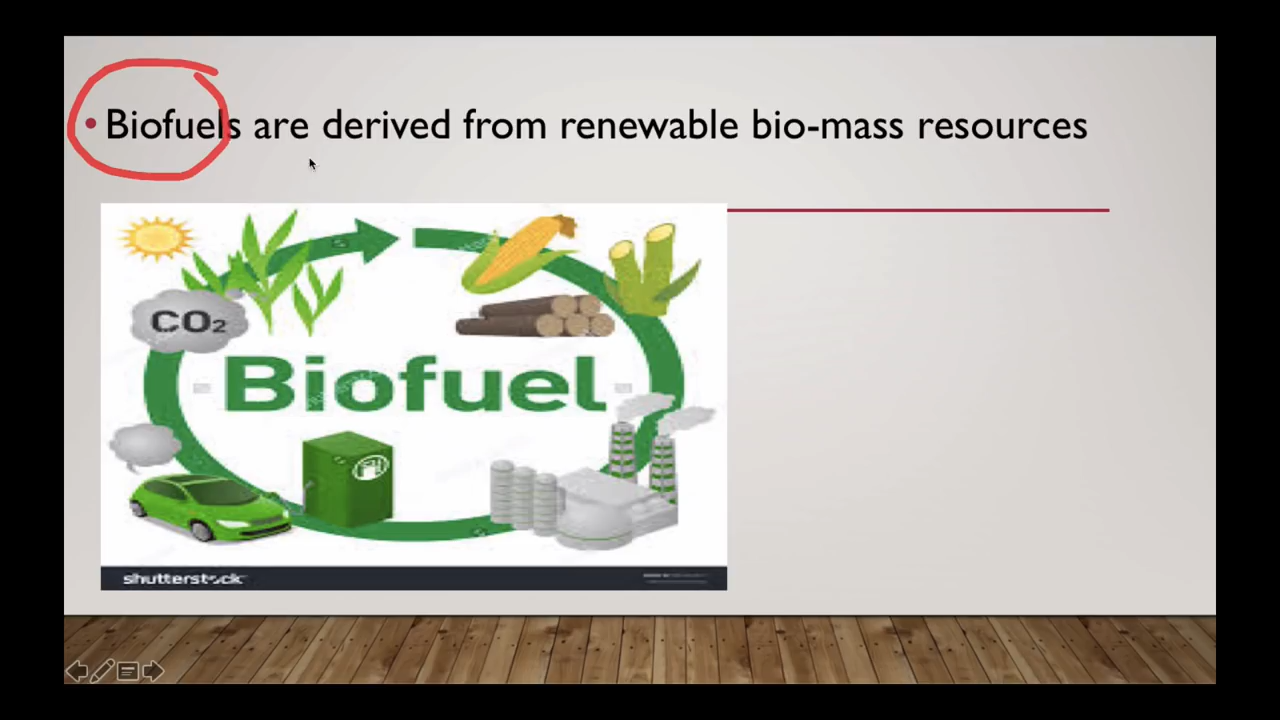 • Biofuels are derived from renewable bio-mass resources
CO₂
Biofuel
shutterstock